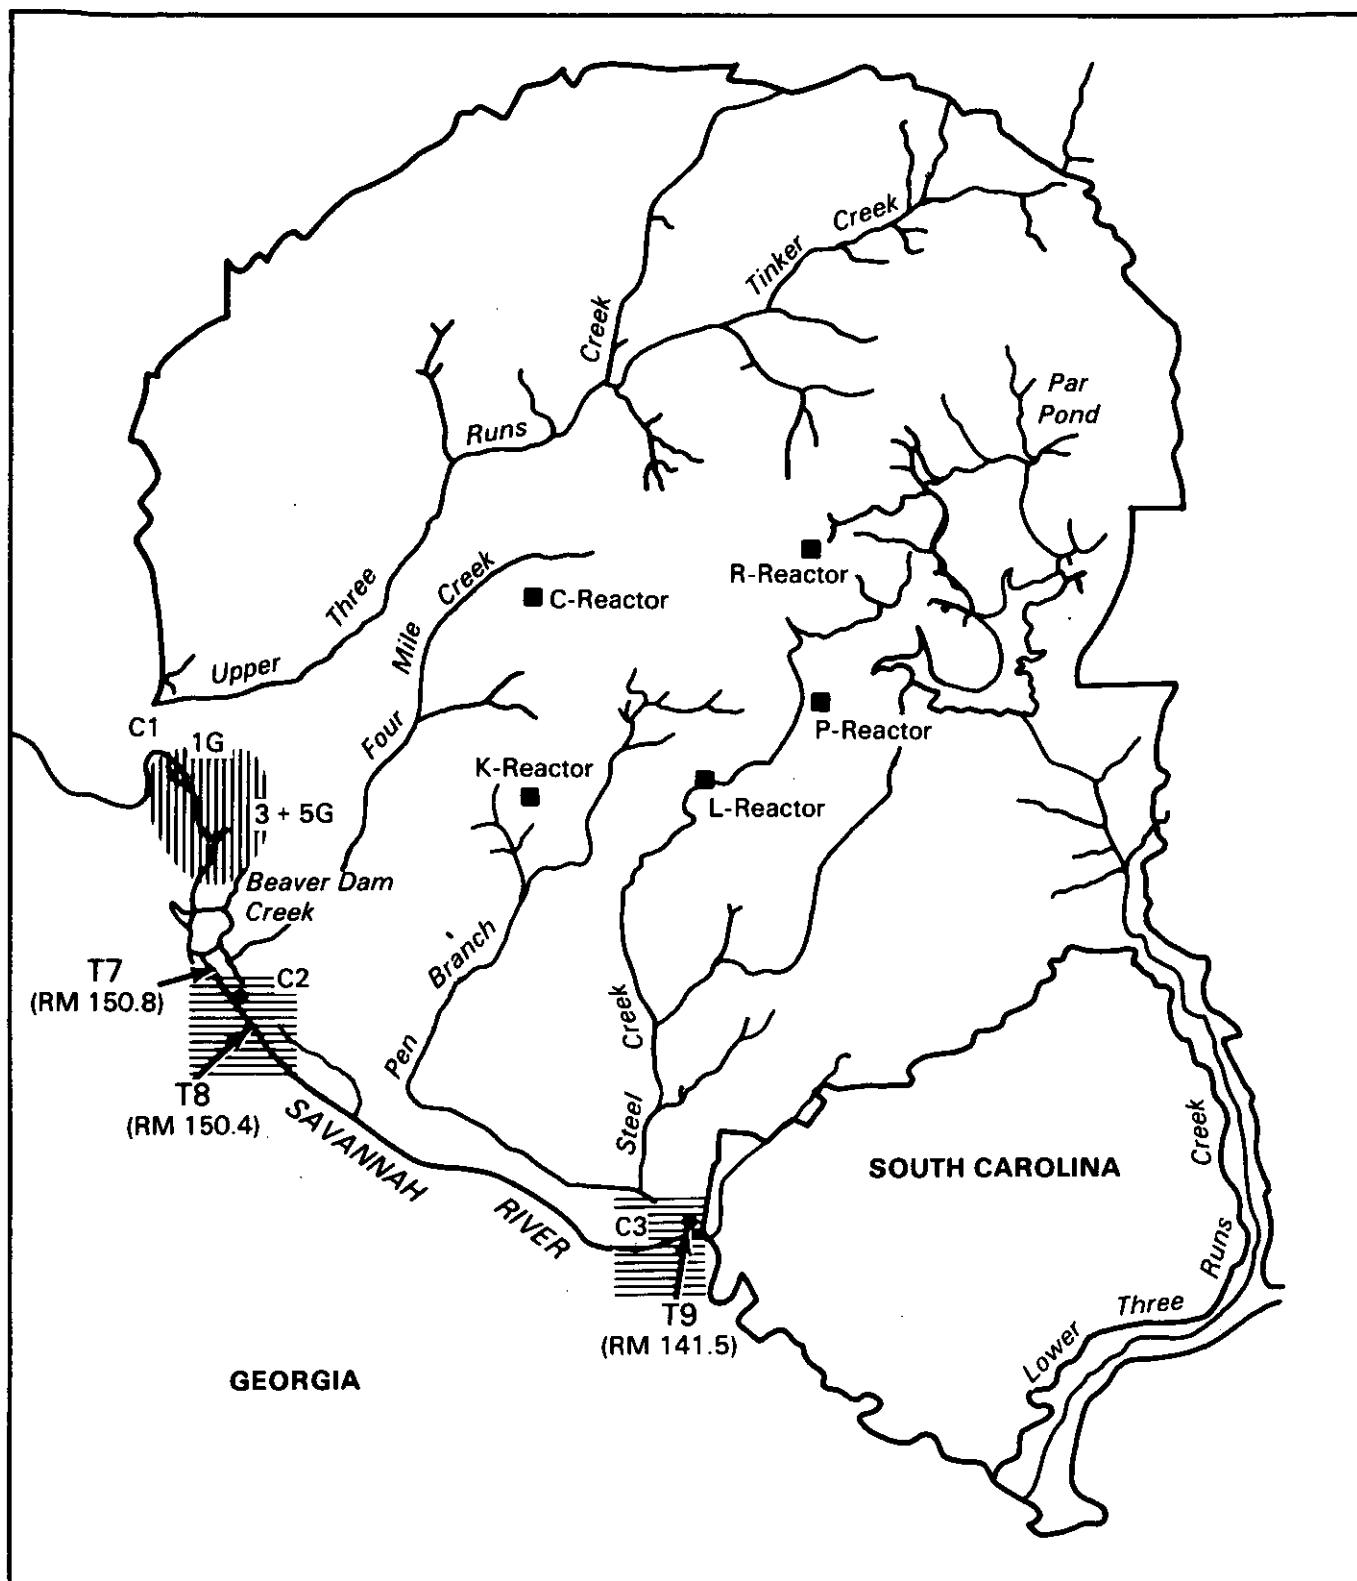 Creek
Tinker
Creek
Par
Pond
Runs
Creek
R-Reactor
Three
Mile
Creek
C-Reactor
Upper
C1
1G
Four
P-Reactor
K-Reactor
L-Reactor
3 + 5G
Beaver Dam
Creek
T7
(RM 150.8)
C2
Branch
Pen
Creek
Steel
T8
(RM 150.4)
SAVANNAH
RIVER
SOUTH CAROLINA
Creek
Runs
Three
Lower
C3
T9
(RM 141.5)
GEORGIA